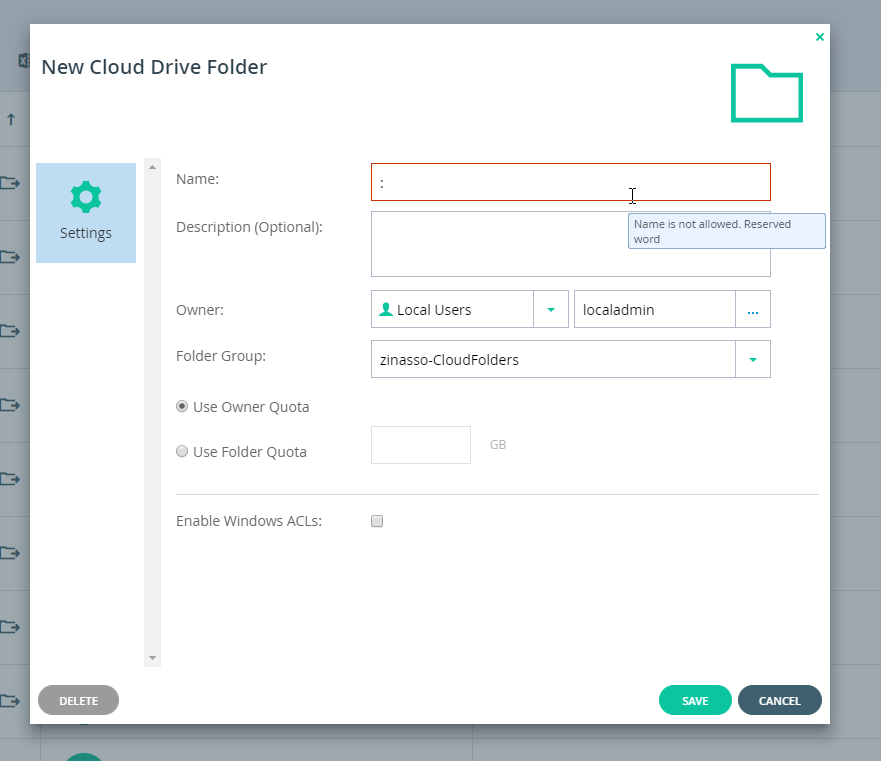 New Cloud Drive Folder
Settings
Name:
:
Name is not allowed. Reserved
word
Description (Optional):
Owner:
Local Users
localadmin
...
Folder Group:
zinasso-CloudFolders
Use Owner Quota
Use Folder Quota
GB
Enable Windows ACLs:
DELETE
SAVE
CANCEL